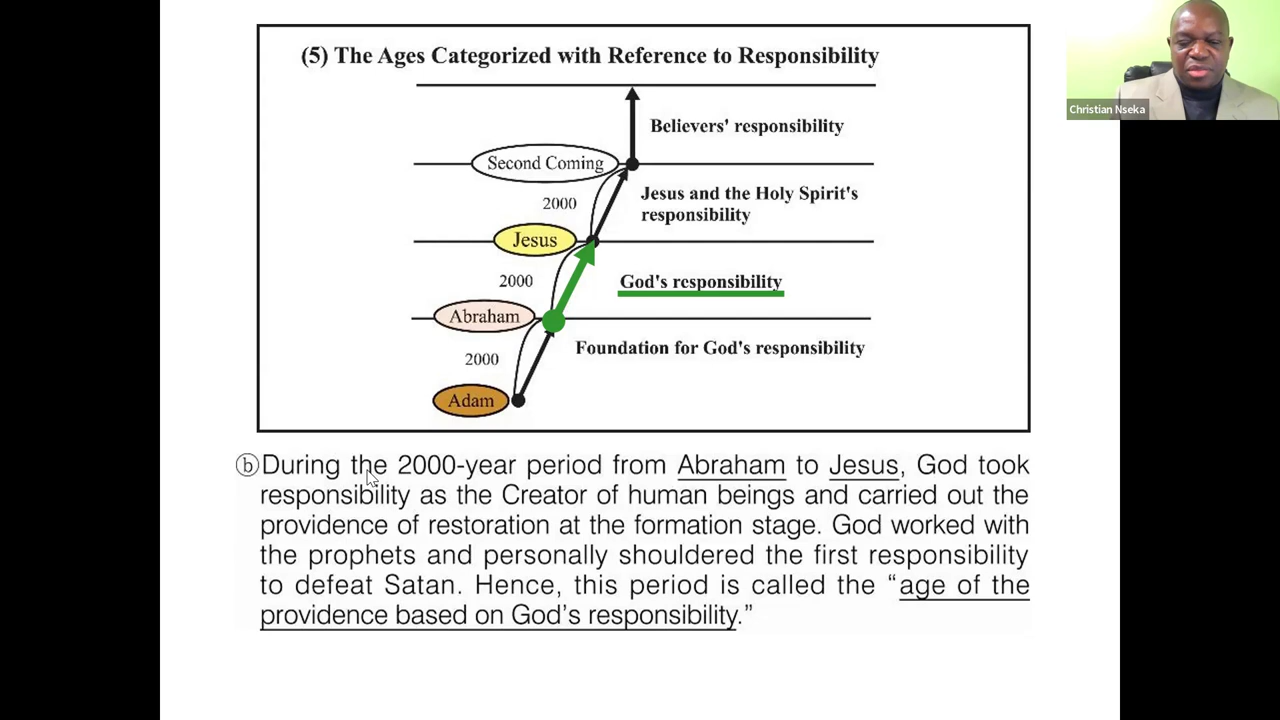 (5) The Ages Categorized with Reference to Responsibility
Believers' responsibility
Second Coming
2000
Jesus and the Holy Spirit's
responsibility
Jesus
2000
God's responsibility
Abraham
2000
Foundation for God's responsibility
Adam
ⓑDuring the 2000-year period from Abraham to Jesus, God took
responsibility as the Creator of human beings and carried out the
providence of restoration at the formation stage. God worked with
the prophets and personally shouldered the first responsibility
to defeat Satan. Hence, this period is called the “age of the
providence based on God’s responsibility.”
Christian Nseka